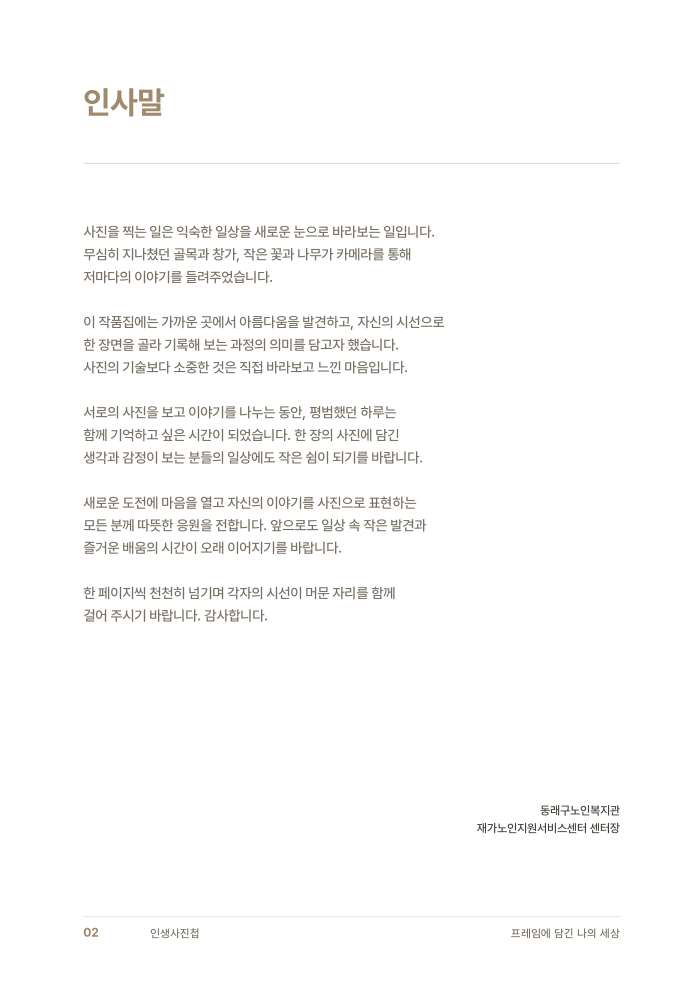 인사말
사진을 찍는 일은 익숙한 일상을 새로운 눈으로 바라보는 일입니다.
무심히 지나쳤던 골목과 창가, 작은 꽃과 나무가 카메라를 통해
저마다의 이야기를 들려주었습니다.
이 작품집에는 가까운 곳에서 아름다움을 발견하고, 자신의 시선으로
한 장면을 골라 기록해 보는 과정의 의미를 담고자 했습니다.
사진의 기술보다 소중한 것은 직접 바라보고 느낀 마음입니다.
서로의 사진을 보고 이야기를 나누는 동안, 평범했던 하루는
함께 기억하고 싶은 시간이 되었습니다. 한 장의 사진에 담긴
생각과 감정이 보는 분들의 일상에도 작은 쉼이 되기를 바랍니다.
새로운 도전에 마음을 열고 자신의 이야기를 사진으로 표현하는
모든 분께 따뜻한 응원을 전합니다. 앞으로도 일상 속 작은 발견과
즐거운 배움의 시간이 오래 이어지기를 바랍니다.
한 페이지씩 천천히 넘기며 각자의 시선이 머문 자리를 함께
걸어 주시기 바랍니다. 감사합니다.
동래구노인복지관
재가노인지원서비스센터 센터장
02 인생사진첩 프레임에 담긴 나의 세상